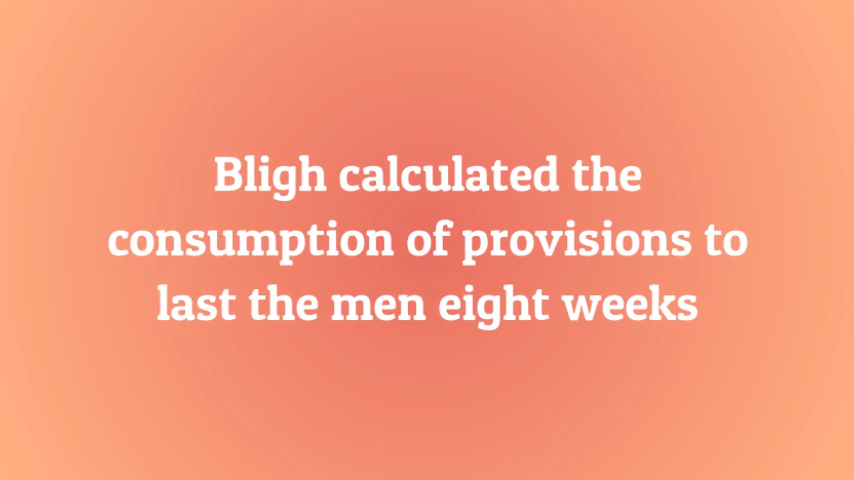 Bligh calculated the
consumption of provisions to
last the men eight weeks